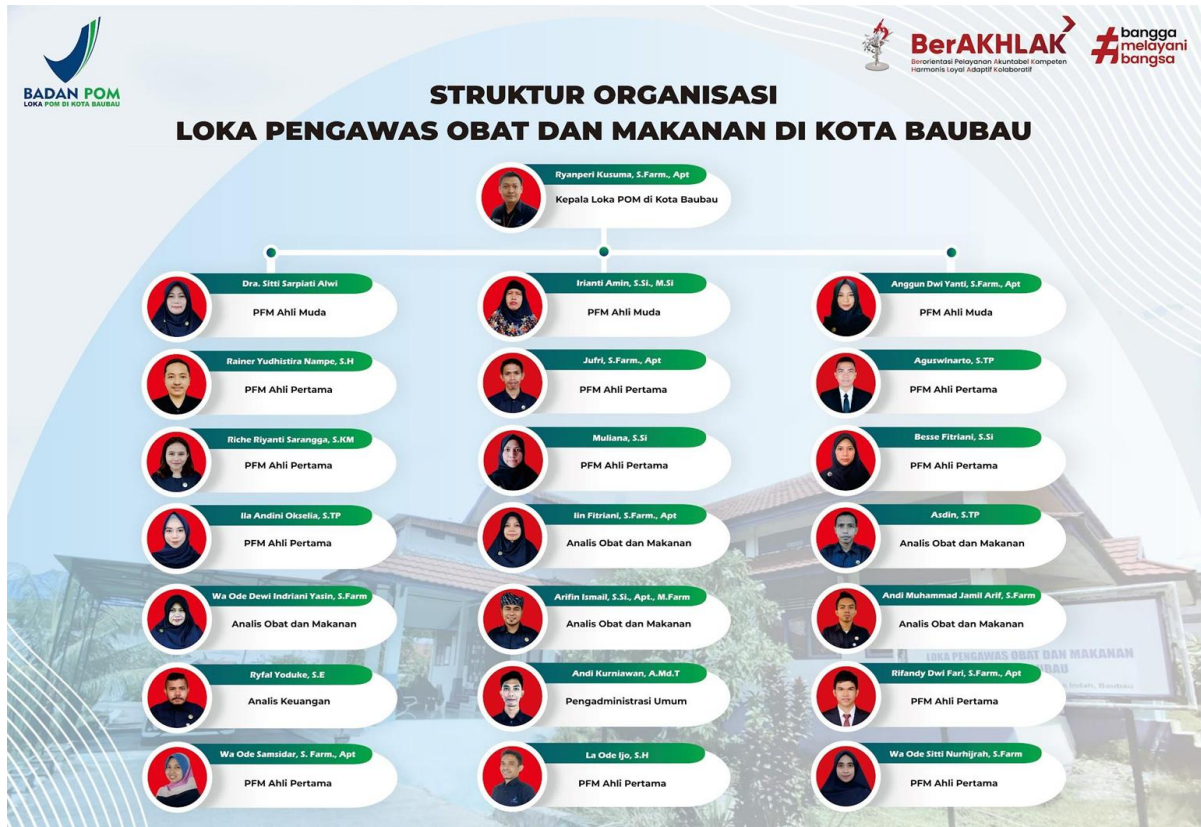 BADAN POM
LOKA POM DI KOTA BAUBAU
BerAKHLAK
Berorientasi Pelayanan Akuntabel Kompeten
Harmonis Loyal Adaptif Kolaboratif
#bangga
melayani
bangsa
STRUKTUR ORGANISASI
LOKA PENGAWAS OBAT DAN MAKANAN DI KOTA BAUBAU
Ryanperi Kusuma, S.Farm., Apt
Kepala Loka POM di Kota Baubau
Dra. Sitti Sarpiati Alwi
PFM Ahli Muda
Irianti Amin, S.Si., M.Si
PFM Ahli Muda
Anggun Dwi Yanti, S.Farm., Apt
PFM Ahli Muda
Rainer Yudhistira Nampe, S.H
PFM Ahli Pertama
Jufri, S.Farm., Apt
PFM Ahli Pertama
Aguswinarto, S.TP
PFM Ahli Pertama
Riche Riyanti Sarangga, S.KM
PFM Ahli Pertama
Muliana, S.Si
PFM Ahli Pertama
Besse Fitriani, S.Si
PFM Ahli Pertama
Ila Andini Okselia, S.TP
PFM Ahli Pertama
Iin Fitriani, S.Farm., Apt
Analis Obat dan Makanan
Asdin, S.TP
Analis Obat dan Makanan
Wa Ode Dewi Indriani Yasin, S.Farm
Analis Obat dan Makanan
Arifin Ismail, S.Si., Apt., M.Farm
Analis Obat dan Makanan
Andi Muhammad Jamil Arif, S.Farm
Analis Obat dan Makanan
Ryfal Yoduke, S.E
Analis Keuangan
Andi Kurniawan, A.Md.T
Pengadministrasi Umum
Rifandy Dwi Fari, S.Farm., Apt
PFM Ahli Pertama
Wa Ode Samsidar, S. Farm., Apt
PFM Ahli Pertama
La Ode Ijo, S.H
PFM Ahli Pertama
Wa Ode Sitti Nurhijrah, S.Farm
PFM Ahli Pertama
LOKA PENGAWAS OBAT DAN MAKANAN
Indah, Baubau